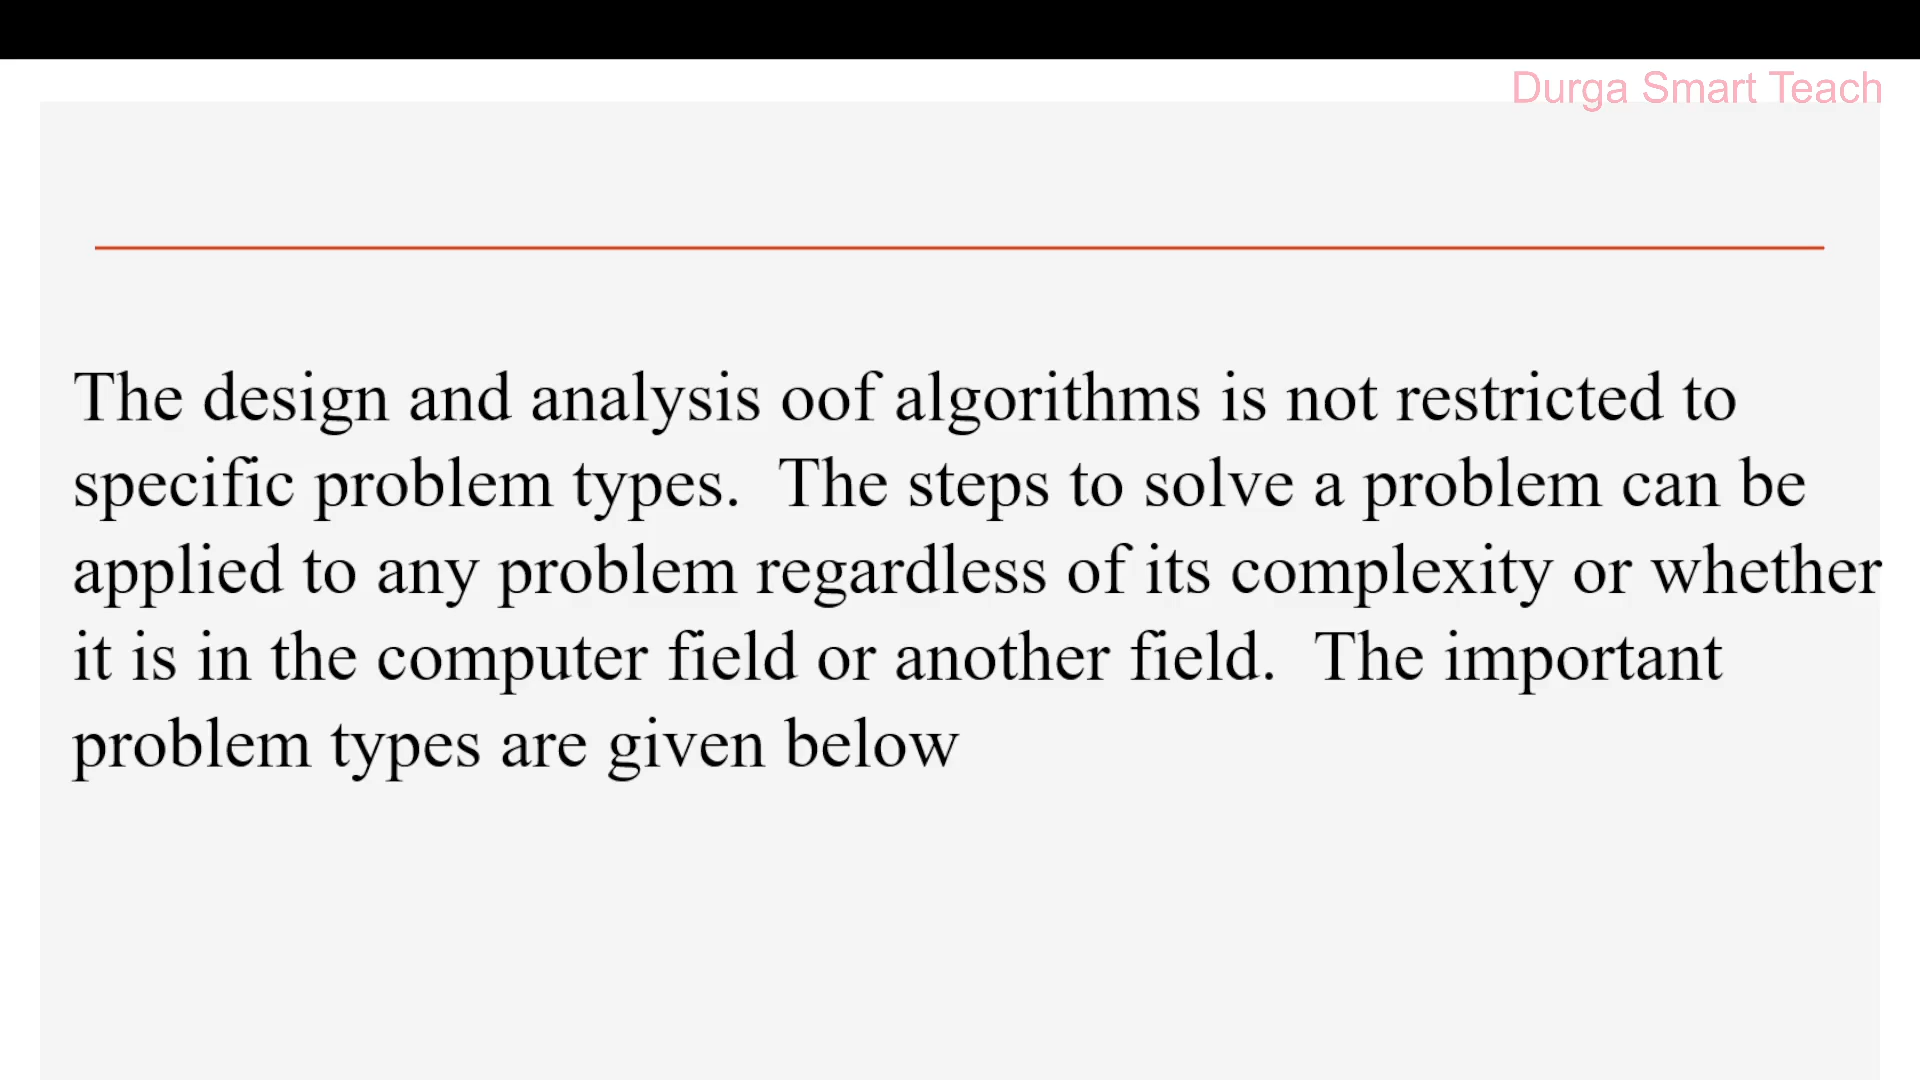 Durga Smart Teach
The design and analysis oof algorithms is not restricted to
specific problem types.  The steps to solve a problem can be
applied to any problem regardless of its complexity or whether
it is in the computer field or another field.  The important
problem types are given below